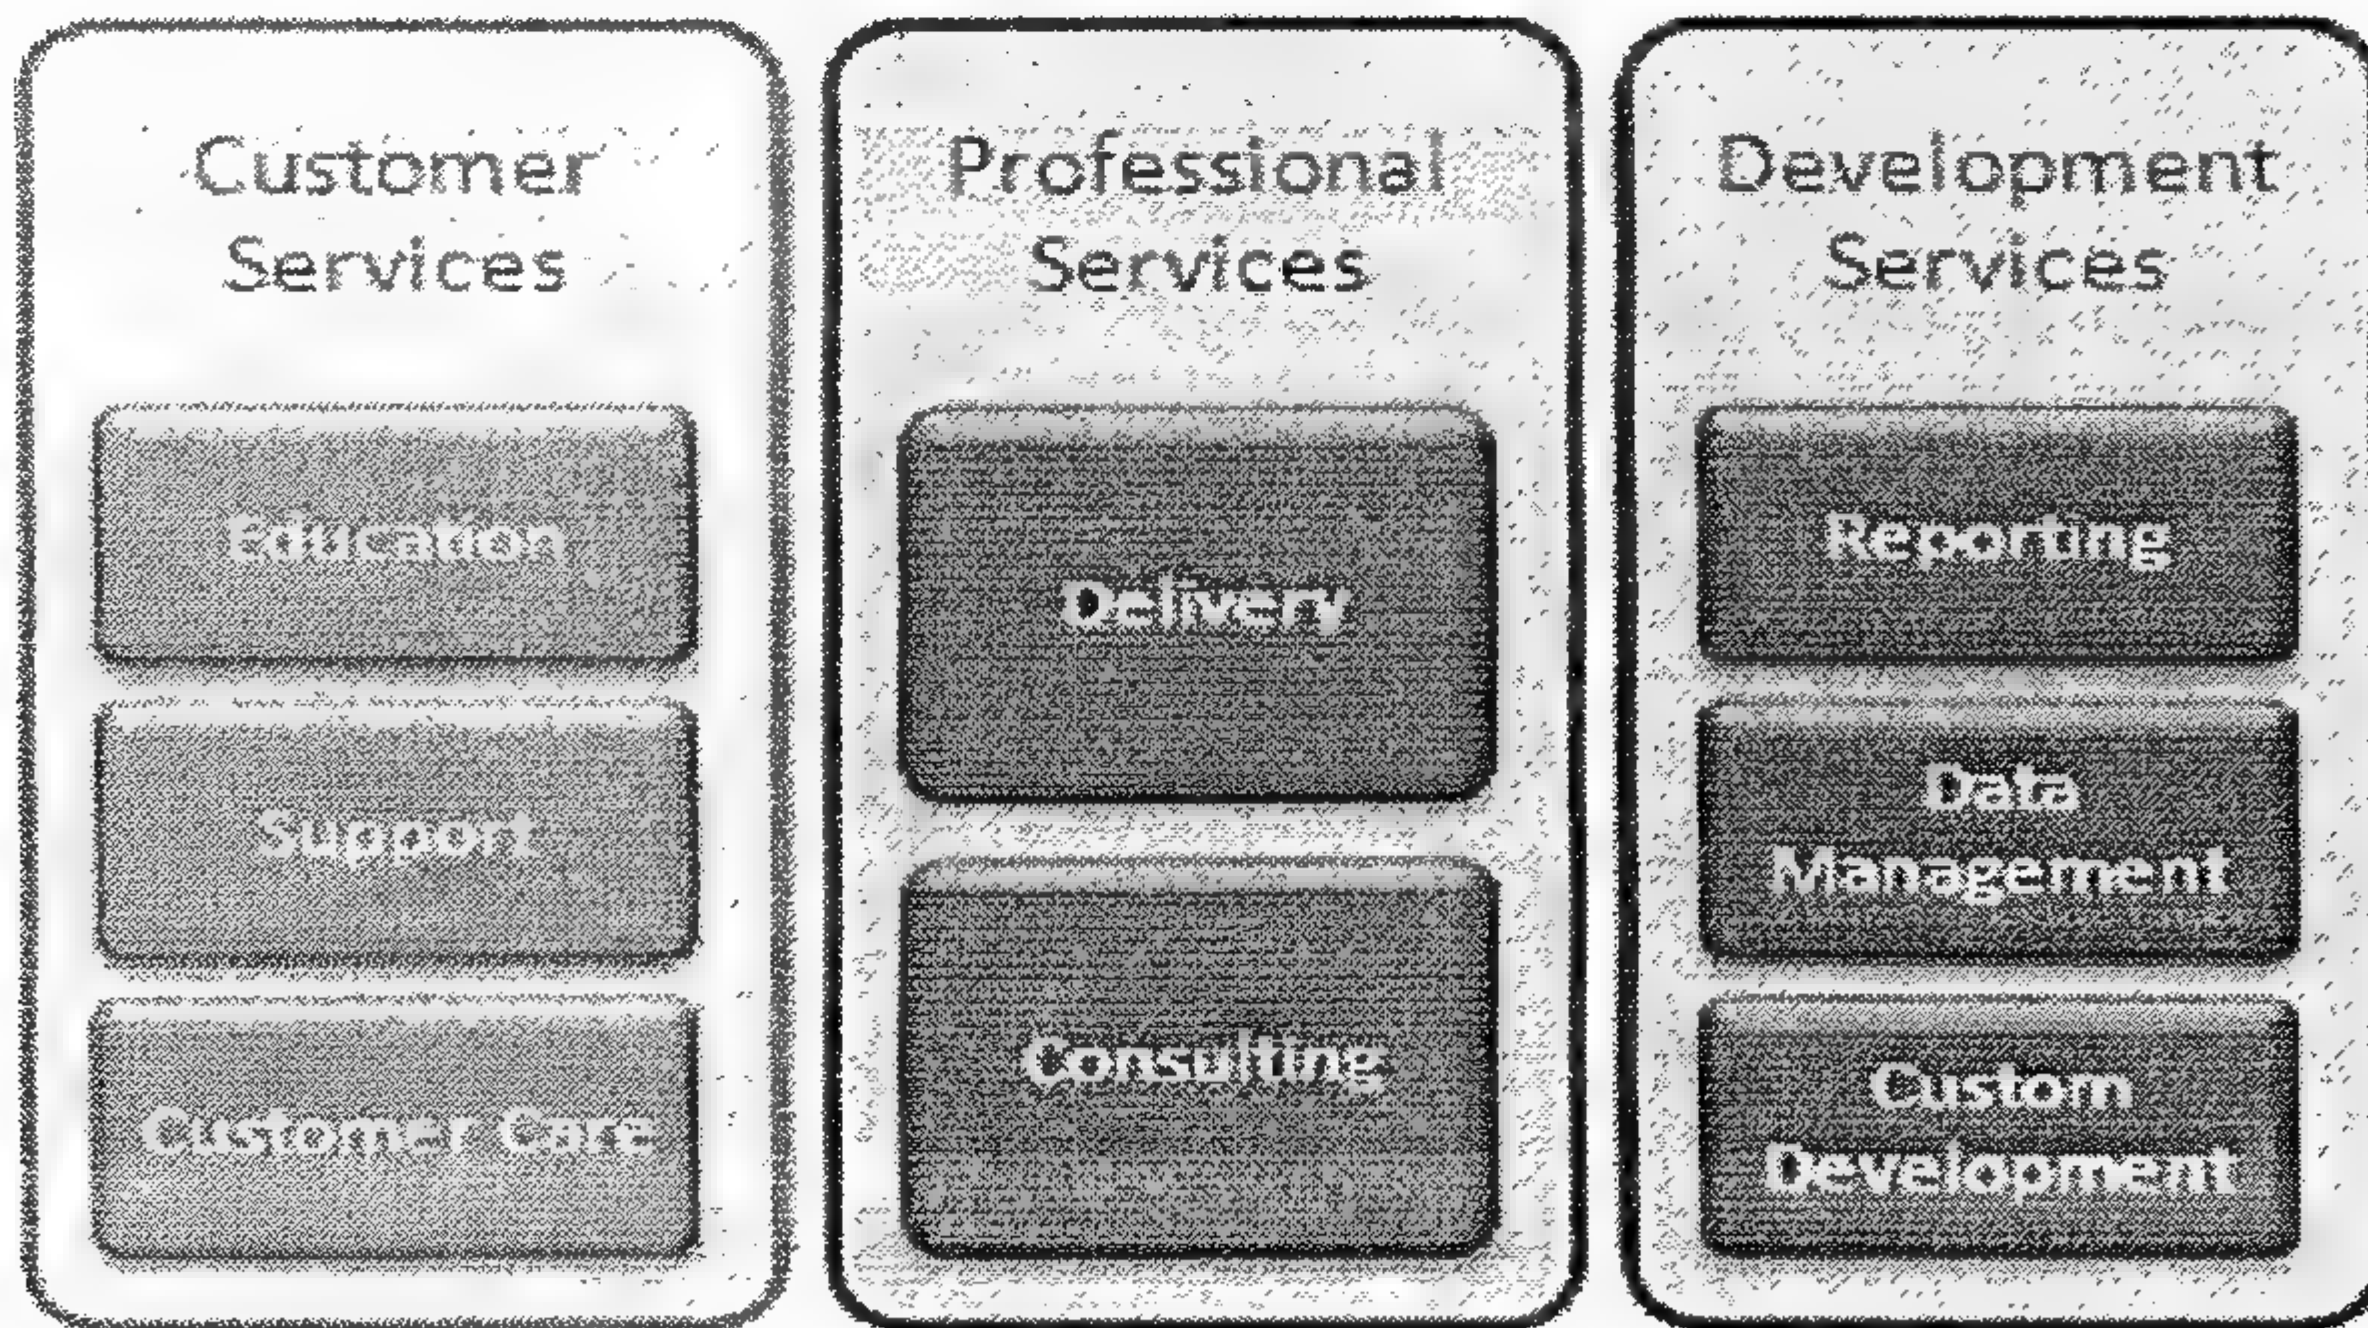 Customer
Services
Education
Support
Customer Care
Professional
Services
Delivery
Consulting
Development
Services
Reporting
Data
Management
Custom
Development